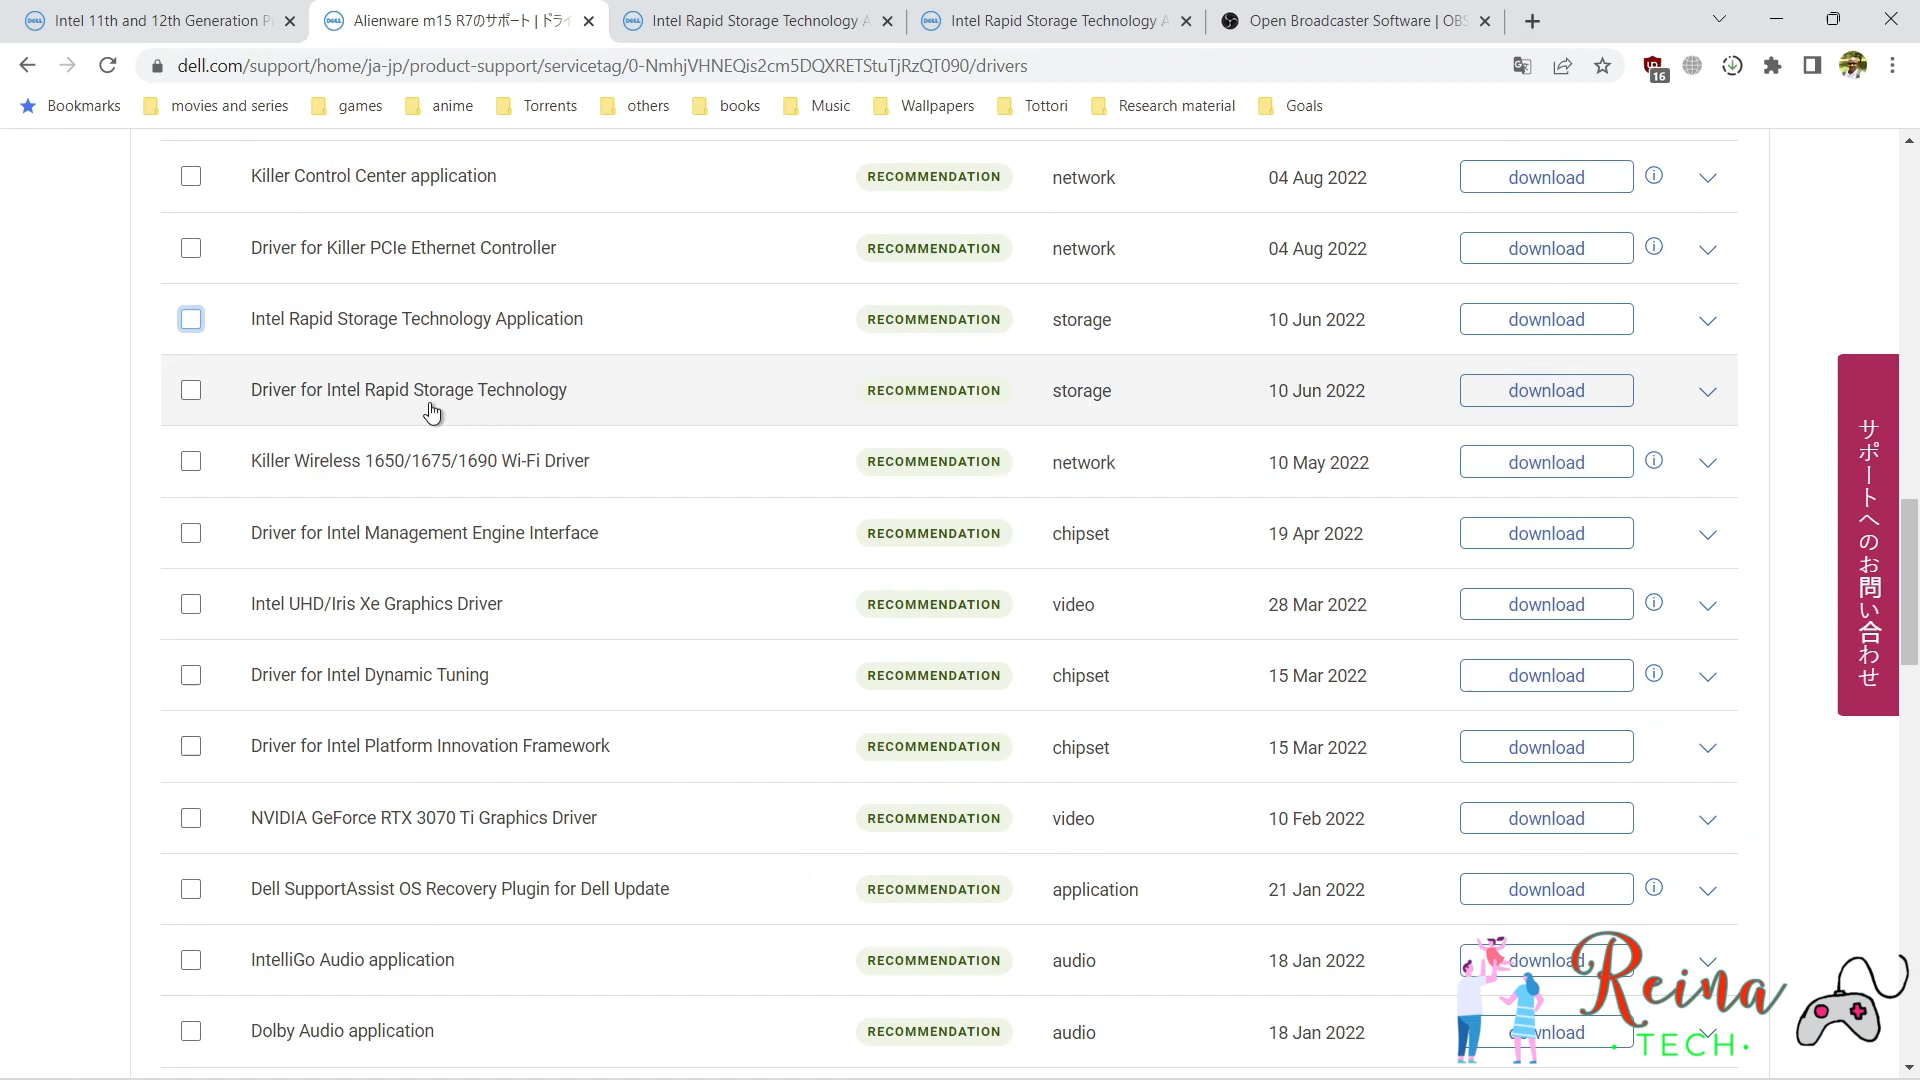 Intel 11th and 12th Generation P
Alienware m15 R7のサポート | ドライ
Intel Rapid Storage Technology A
Intel Rapid Storage Technology A
Open Broadcaster Software | OBS
dell.com/support/home/ja-jp/product-support/servicetag/0-NmhjVHNEQis2cm5DQXRETStuTjRzQT090/drivers
16
Bookmarks movies and series games anime Torrents others books Music Wallpapers Tottori Research material Goals
Killer Control Center application RECOMMENDATION network 04 Aug 2022 download
Driver for Killer PCIe Ethernet Controller RECOMMENDATION network 04 Aug 2022 download
Intel Rapid Storage Technology Application RECOMMENDATION storage 10 Jun 2022 download
Driver for Intel Rapid Storage Technology RECOMMENDATION storage 10 Jun 2022 download
Killer Wireless 1650/1675/1690 Wi-Fi Driver RECOMMENDATION network 10 May 2022 download
Driver for Intel Management Engine Interface RECOMMENDATION chipset 19 Apr 2022 download
Intel UHD/Iris Xe Graphics Driver RECOMMENDATION video 28 Mar 2022 download
Driver for Intel Dynamic Tuning RECOMMENDATION chipset 15 Mar 2022 download
Driver for Intel Platform Innovation Framework RECOMMENDATION chipset 15 Mar 2022 download
NVIDIA GeForce RTX 3070 Ti Graphics Driver RECOMMENDATION video 10 Feb 2022 download
Dell SupportAssist OS Recovery Plugin for Dell Update RECOMMENDATION application 21 Jan 2022 download
IntelliGo Audio application RECOMMENDATION audio 18 Jan 2022 download
Dolby Audio application RECOMMENDATION audio 18 Jan 2022 download
サポートへのお問い合わせ
Reina
TECH